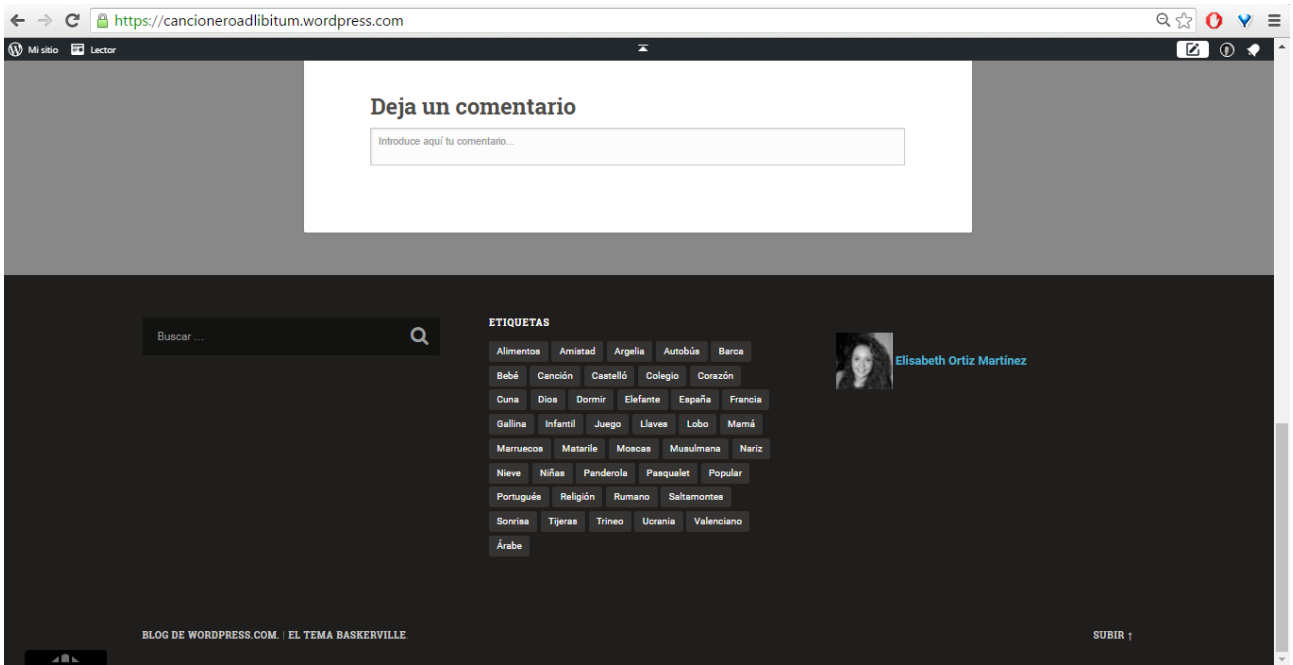 https://cancioneroadlibitum.wordpress.com
Mi sitio Lector
Deja un comentario
Introduce aquí tu comentario...
Buscar ...
ETIQUETAS
Alimentos Amistad Argelia Autobús Barca
Bebé Canción Castelló Colegio Corazón
Cuna Dios Dormir Elefante España Francia
Gallina Infantil Juego Llaves Lobo Mamá
Marruecos Matarile Moscas Musulmana Nariz
Nieve Niñas Panderola Pasqualet Popular
Portugués Religión Rumano Saltamontes
Sonrisa Tijeras Trineo Ucrania Valenciano
Árabe
Elisabeth Ortiz Martínez
BLOG DE WORDPRESS.COM. | EL TEMA BASKERVILLE.
SUBIR ↑